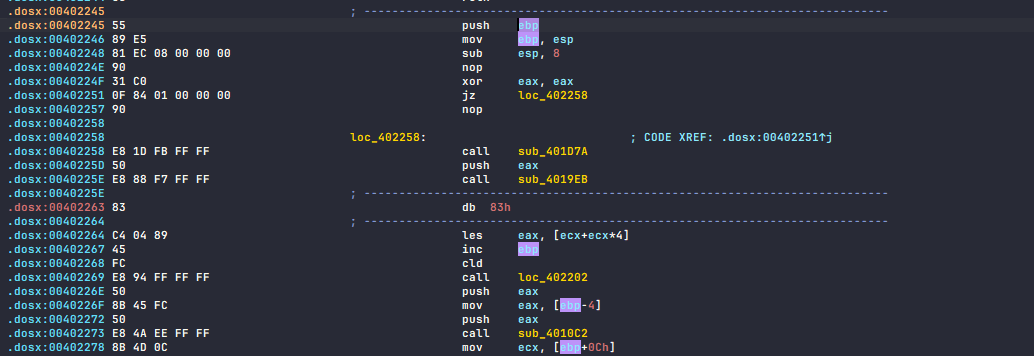 .dosx:00402245 ; ---------------------------------------------------------------------------
.dosx:00402245 55 push ebp
.dosx:00402246 89 E5 mov ebp, esp
.dosx:00402248 81 EC 08 00 00 00 sub esp, 8
.dosx:0040224E 90 nop
.dosx:0040224F 31 C0 xor eax, eax
.dosx:00402251 0F 84 01 00 00 00 jz loc_402258
.dosx:00402257 90 nop
.dosx:00402258
.dosx:00402258 loc_402258: ; CODE XREF: .dosx:00402251↑j
.dosx:00402258 E8 1D FB FF FF call sub_401D7A
.dosx:0040225D 50 push eax
.dosx:0040225E E8 88 F7 FF FF call sub_4019EB
.dosx:0040225E ; ---------------------------------------------------------------------------
.dosx:00402263 83 db 83h
.dosx:00402264 ; ---------------------------------------------------------------------------
.dosx:00402264 C4 04 89 les eax, [ecx+ecx*4]
.dosx:00402267 45 inc ebp
.dosx:00402268 FC cld
.dosx:00402269 E8 94 FF FF FF call loc_402202
.dosx:0040226E 50 push eax
.dosx:0040226F 8B 45 FC mov eax, [ebp-4]
.dosx:00402272 50 push eax
.dosx:00402273 E8 4A EE FF FF call sub_4010C2
.dosx:00402278 8B 4D 0C mov ecx, [ebp+0Ch]